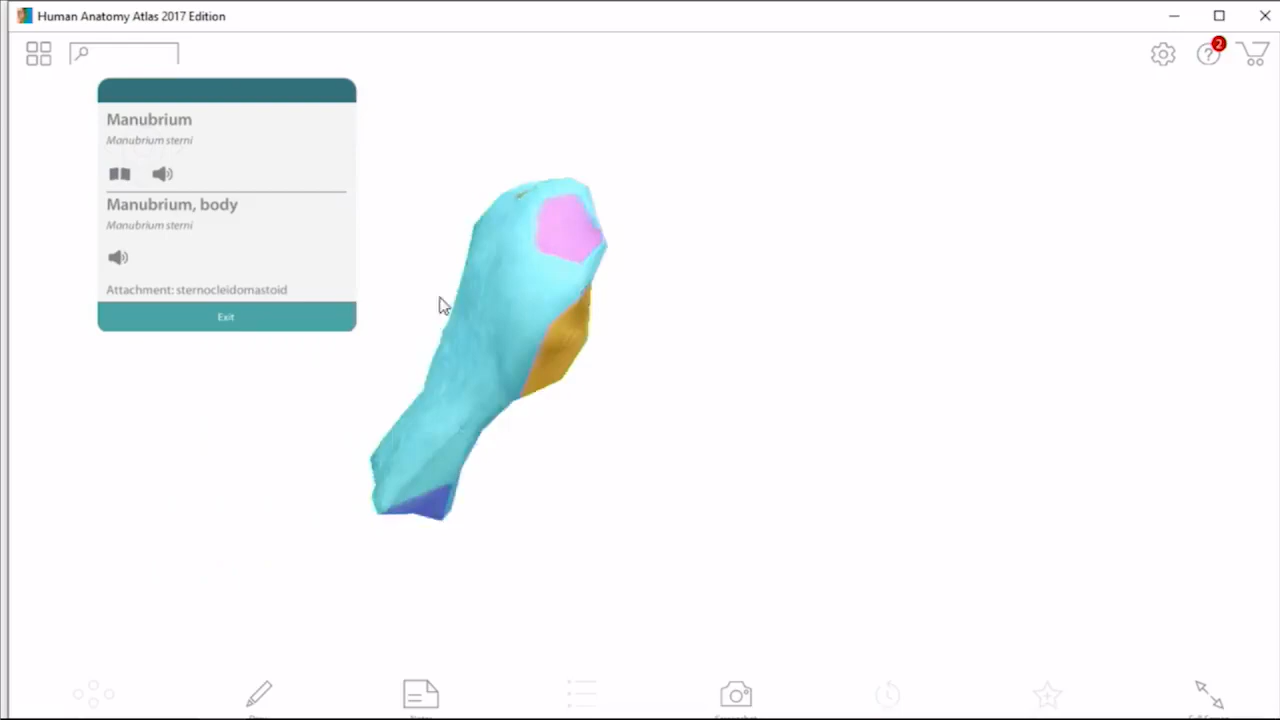 Human Anatomy Atlas 2017 Edition
2
Manubrium
Manubrium sterni
Manubrium, body
Manubrium sterni
Attachment: sternocleidomastoid
Exit